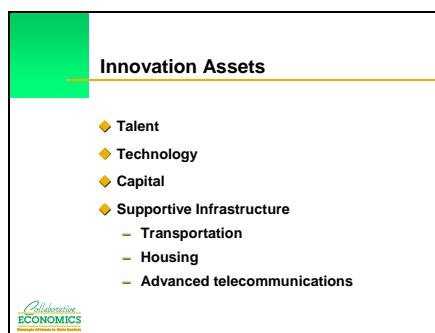 Innovation Assets
Talent
Technology
Capital
Supportive Infrastructure
– Transportation
– Housing
– Advanced telecommunications
Collaborative
ECONOMICS